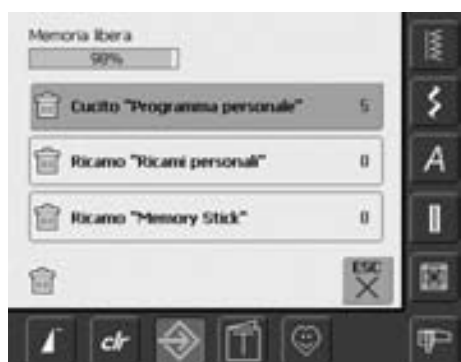 Memoria libera
98%
Cucito "Programma personale" 5
Ricamo "Ricami personali" 0
Ricamo "Memory Stick" 0
ESC
A
clr